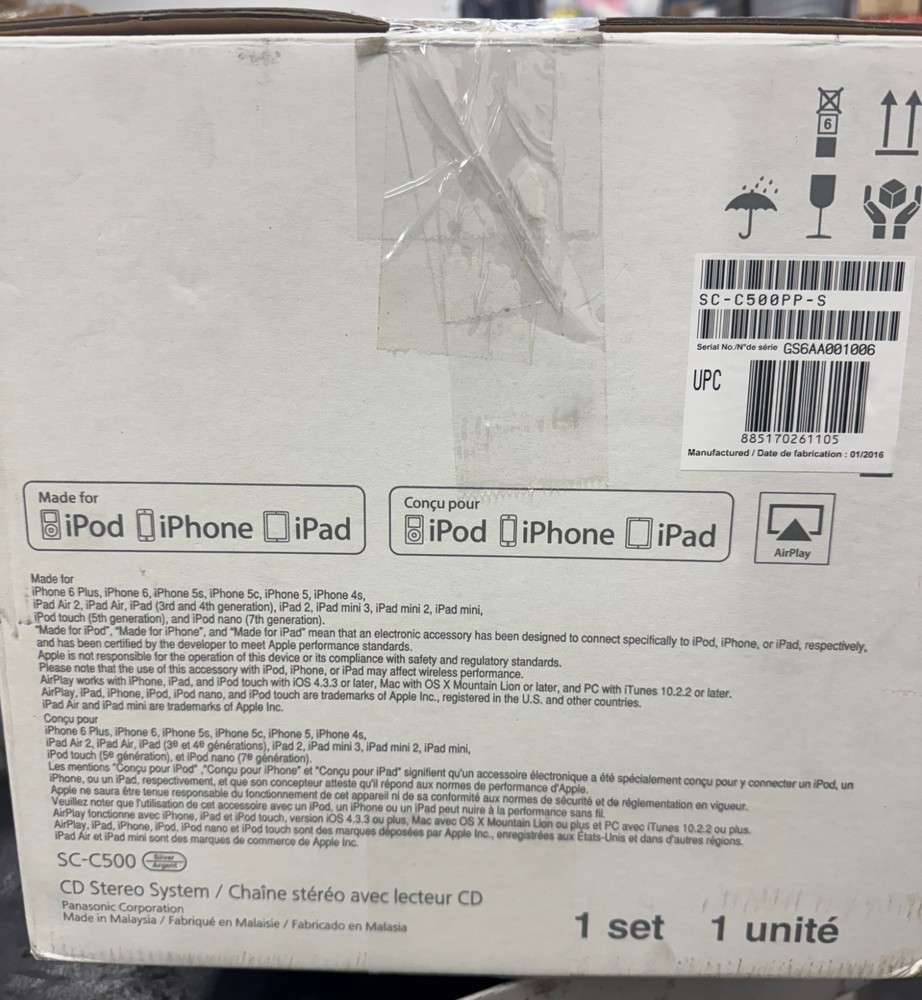 6
SC-C500PP-S
Serial No./N°de série GS6AA001006
UPC
885170261105
Manufactured / Date de fabrication : 01/2016
Made for
iPod iPhone iPad
Conçu pour
iPod iPhone iPad
AirPlay
Made for
iPhone 6 Plus, iPhone 6, iPhone 5s, iPhone 5c, iPhone 5, iPhone 4s,
iPad Air 2, iPad Air, iPad (3rd and 4th generation), iPad 2, iPad mini 3, iPad mini 2, iPad mini,
iPod touch (5th generation), and iPod nano (7th generation).
"Made for iPod", "Made for iPhone", and "Made for iPad" mean that an electronic accessory has been designed to connect specifically to iPod, iPhone, or iPad, respectively,
and has been certified by the developer to meet Apple performance standards.
Apple is not responsible for the operation of this device or its compliance with safety and regulatory standards.
Please note that the use of this accessory with iPod, iPhone, or iPad may affect wireless performance.
AirPlay works with iPhone, iPad, and iPod touch with iOS 4.3.3 or later, Mac with OS X Mountain Lion or later, and PC with iTunes 10.2.2 or later.
AirPlay, iPad, iPhone, iPod, iPod nano, and iPod touch are trademarks of Apple Inc., registered in the U.S. and other countries.
iPad Air and iPad mini are trademarks of Apple Inc.
Conçu pour
iPhone 6 Plus, iPhone 6, iPhone 5s, iPhone 5c, iPhone 5, iPhone 4s,
iPad Air 2, iPad Air, iPad (3e et 4e générations), iPad 2, iPad mini 3, iPad mini 2, iPad mini,
iPod touch (5e génération), et iPod nano (7e génération).
Les mentions "Conçu pour iPod" ,"Conçu pour iPhone" et "Conçu pour iPad" signifient qu'un accessoire électronique a été spécialement conçu pour y connecter un iPod, un
iPhone, ou un iPad, respectivement, et que son concepteur atteste qu'il répond aux normes de performance d'Apple.
Apple ne saura être tenue responsable du fonctionnement de cet appareil ni de sa conformité aux normes de sécurité et de réglementation en vigueur.
Veuillez noter que l'utilisation de cet accessoire avec un iPod, un iPhone ou un iPad peut nuire à la performance sans fil.
AirPlay fonctionne avec iPhone, iPad et iPod touch, version iOS 4.3.3 ou plus, Mac avec OS X Mountain Lion ou plus et PC avec iTunes 10.2.2 ou plus.
AirPlay, iPad, iPhone, iPod, iPod nano et iPod touch sont des marques déposées par Apple Inc., enregistrées aux États-Unis et dans d'autres régions.
iPad Air et iPad mini sont des marques de commerce de Apple Inc.
SC-C500 Silver
Argent
CD Stereo System / Chaîne stéréo avec lecteur CD
Panasonic Corporation
Made in Malaysia / Fabriqué en Malaisie / Fabricado en Malasia
1 set 1 unité